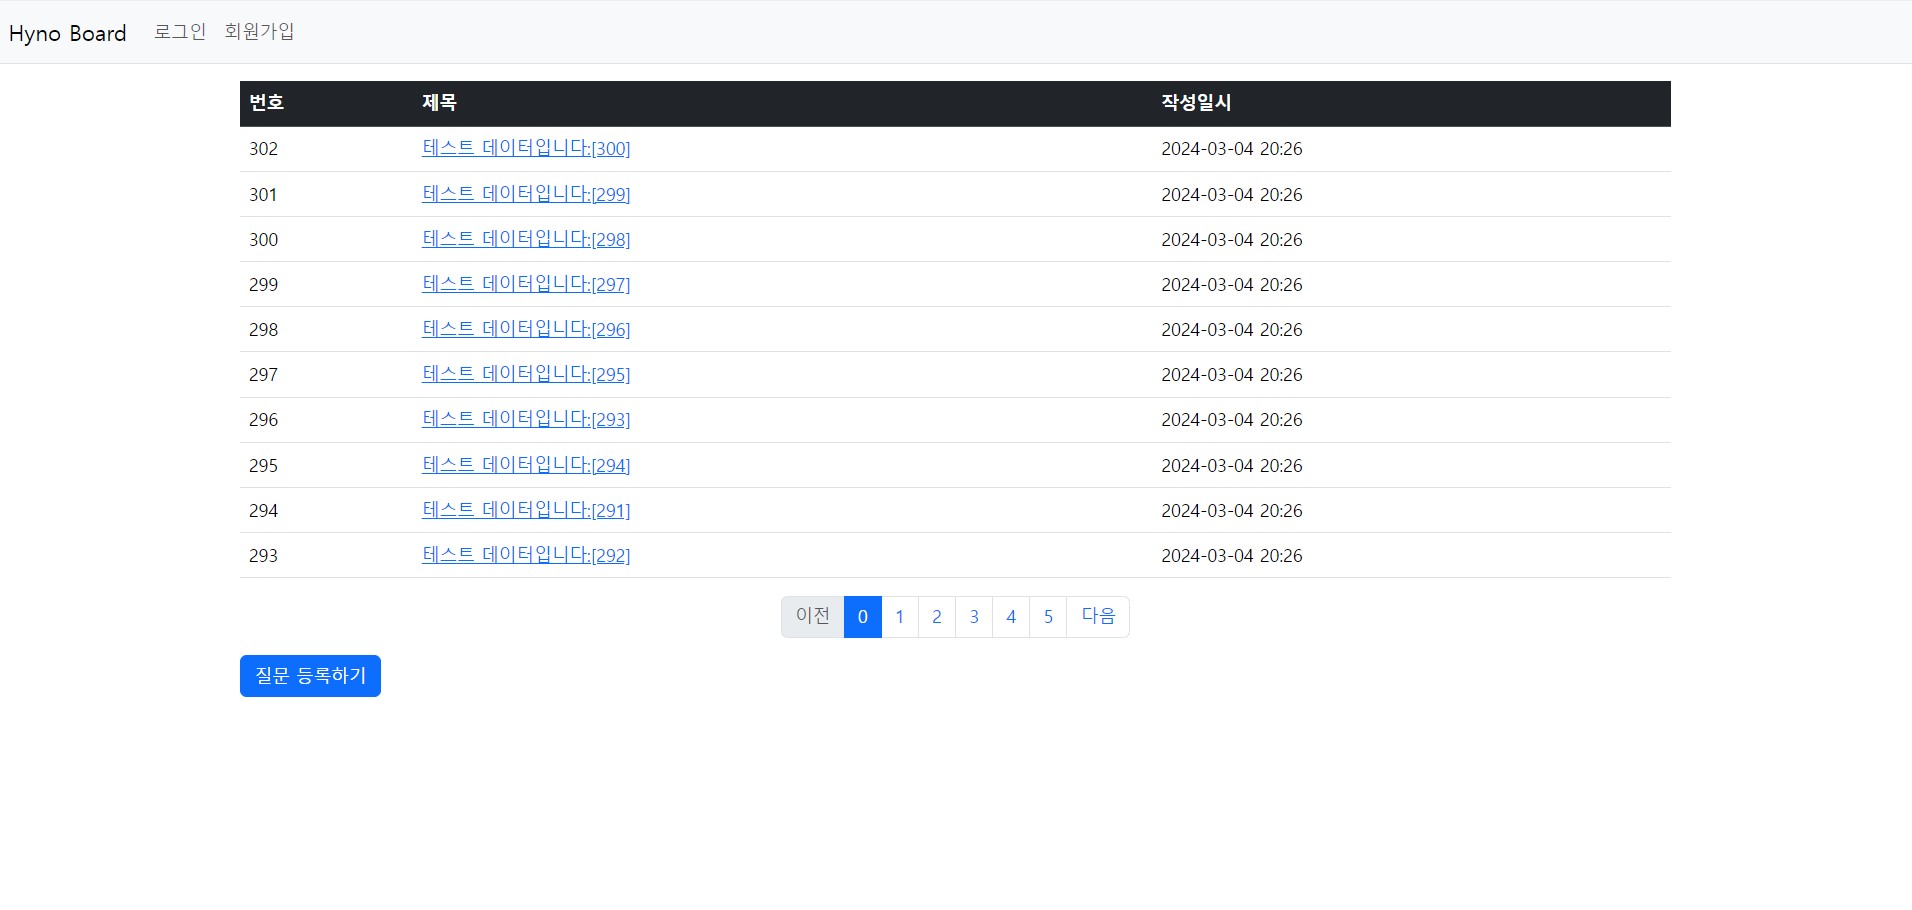 Hyno Board 로그인 회원가입
번호 제목 작성일시
302 테스트 데이터입니다:[300] 2024-03-04 20:26
301 테스트 데이터입니다:[299] 2024-03-04 20:26
300 테스트 데이터입니다:[298] 2024-03-04 20:26
299 테스트 데이터입니다:[297] 2024-03-04 20:26
298 테스트 데이터입니다:[296] 2024-03-04 20:26
297 테스트 데이터입니다:[295] 2024-03-04 20:26
296 테스트 데이터입니다:[293] 2024-03-04 20:26
295 테스트 데이터입니다:[294] 2024-03-04 20:26
294 테스트 데이터입니다:[291] 2024-03-04 20:26
293 테스트 데이터입니다:[292] 2024-03-04 20:26
이전 0 1 2 3 4 5 다음
질문 등록하기